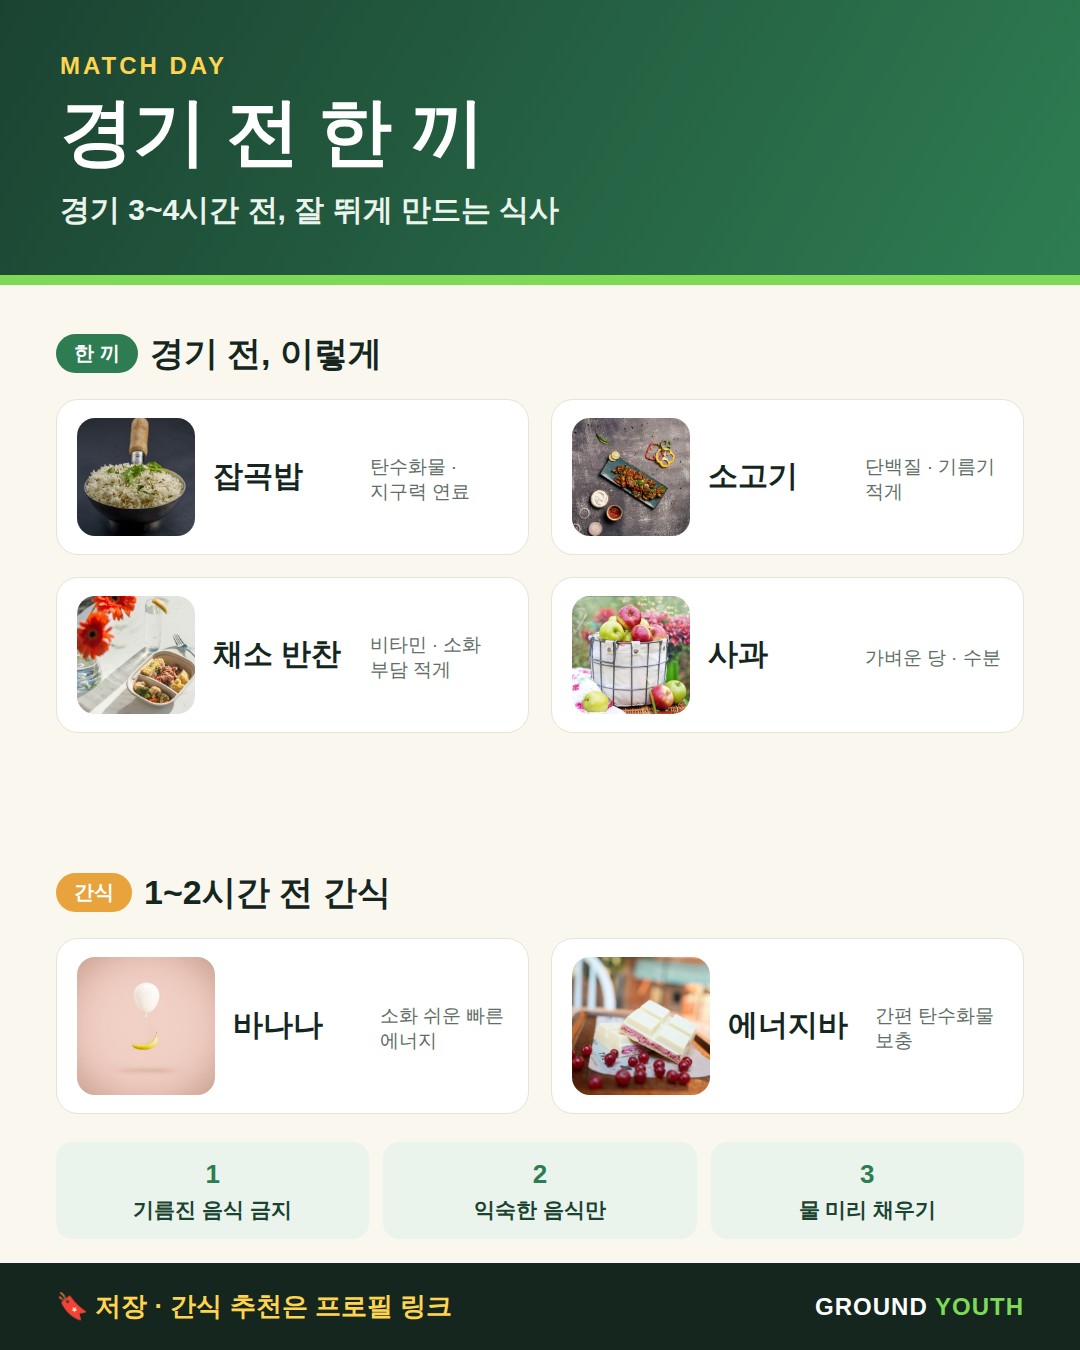 MATCH DAY
경기 전 한 끼
경기 3~4시간 전, 잘 뛰게 만드는 식사
한 끼 경기 전, 이렇게
잡곡밥
탄수화물 ·
지구력 연료
소고기
단백질 · 기름기
적게
채소 반찬
비타민 · 소화
부담 적게
사과
가벼운 당 · 수분
간식 1~2시간 전 간식
바나나
소화 쉬운 빠른
에너지
에너지바
간편 탄수화물
보충
1
기름진 음식 금지
2
익숙한 음식만
3
물 미리 채우기
🔖 저장 · 간식 추천은 프로필 링크
GROUND YOUTH